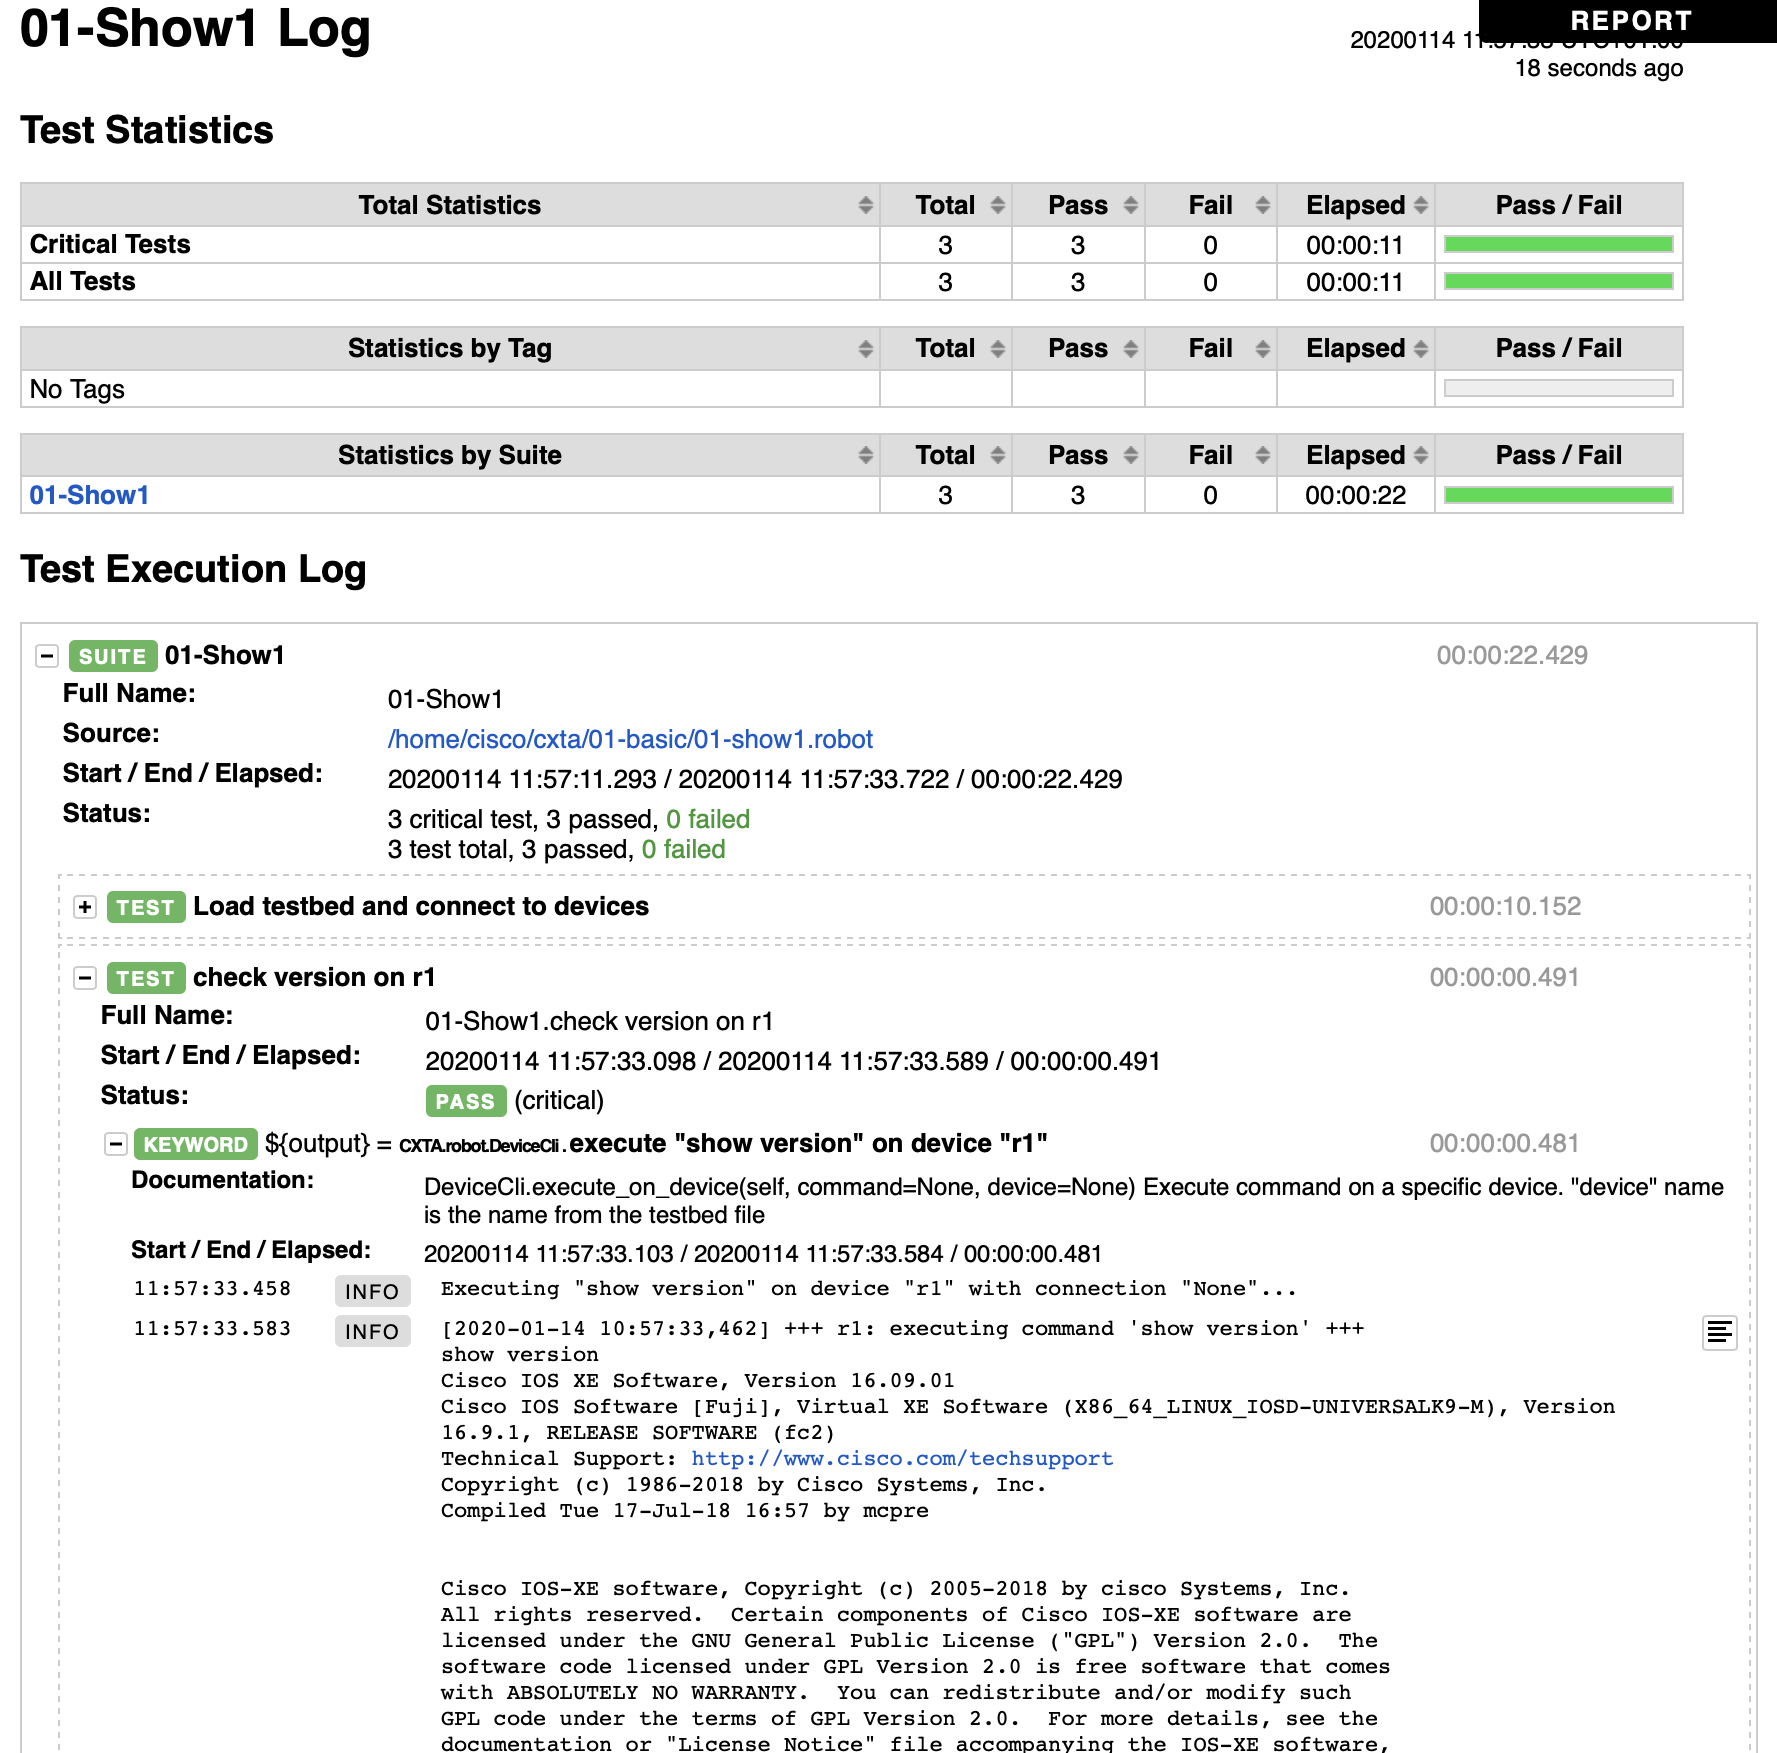 01-Show1 Log
REPORT
20200114 11:57:33 UTC+01:00
18 seconds ago
Test Statistics
Total Statistics Total Pass Fail Elapsed Pass / Fail
Critical Tests 3 3 0 00:00:11
All Tests 3 3 0 00:00:11
Statistics by Tag Total Pass Fail Elapsed Pass / Fail
No Tags
Statistics by Suite Total Pass Fail Elapsed Pass / Fail
01-Show1 3 3 0 00:00:22
Test Execution Log
SUITE 01-Show1 00:00:22.429
Full Name: 01-Show1
Source: /home/cisco/cxta/01-basic/01-show1.robot
Start / End / Elapsed: 20200114 11:57:11.293 / 20200114 11:57:33.722 / 00:00:22.429
Status: 3 critical test, 3 passed, 0 failed
3 test total, 3 passed, 0 failed
TEST Load testbed and connect to devices 00:00:10.152
TEST check version on r1 00:00:00.491
Full Name: 01-Show1.check version on r1
Start / End / Elapsed: 20200114 11:57:33.098 / 20200114 11:57:33.589 / 00:00:00.491
Status: PASS (critical)
KEYWORD ${output} = CXTA.robot.DeviceCli.execute "show version" on device "r1" 00:00:00.481
Documentation: DeviceCli.execute_on_device(self, command=None, device=None) Execute command on a specific device. "device" name
is the name from the testbed file
Start / End / Elapsed: 20200114 11:57:33.103 / 20200114 11:57:33.584 / 00:00:00.481
11:57:33.458 INFO Executing "show version" on device "r1" with connection "None"...
11:57:33.583 INFO [2020-01-14 10:57:33,462] +++ r1: executing command 'show version' +++
show version
Cisco IOS XE Software, Version 16.09.01
Cisco IOS Software [Fuji], Virtual XE Software (X86_64_LINUX_IOSD-UNIVERSALK9-M), Version
16.9.1, RELEASE SOFTWARE (fc2)
Technical Support: http://www.cisco.com/techsupport
Copyright (c) 1986-2018 by Cisco Systems, Inc.
Compiled Tue 17-Jul-18 16:57 by mcpre
Cisco IOS-XE software, Copyright (c) 2005-2018 by cisco Systems, Inc.
All rights reserved.  Certain components of Cisco IOS-XE software are
licensed under the GNU General Public License ("GPL") Version 2.0.  The
software code licensed under GPL Version 2.0 is free software that comes
with ABSOLUTELY NO WARRANTY.  You can redistribute and/or modify such
GPL code under the terms of GPL Version 2.0.  For more details, see the
documentation or "License Notice" file accompanying the IOS-XE software,